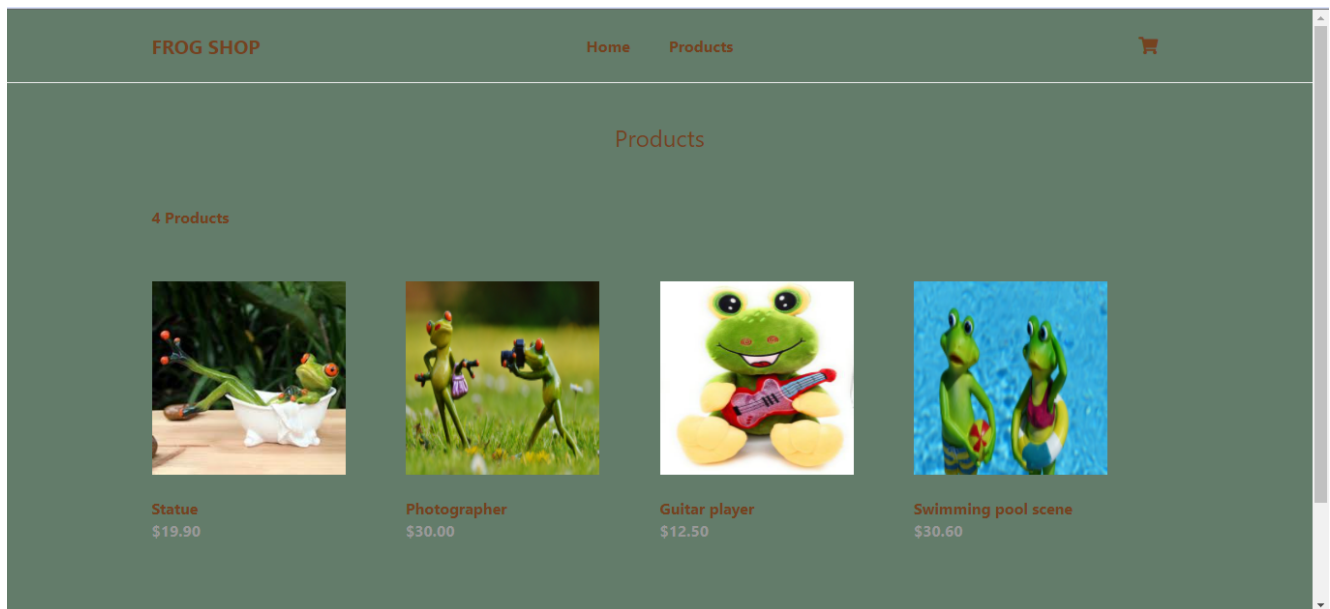 FROG SHOP Home Products
Products
4 Products
Statue
$19.90
Photographer
$30.00
Guitar player
$12.50
Swimming pool scene
$30.60